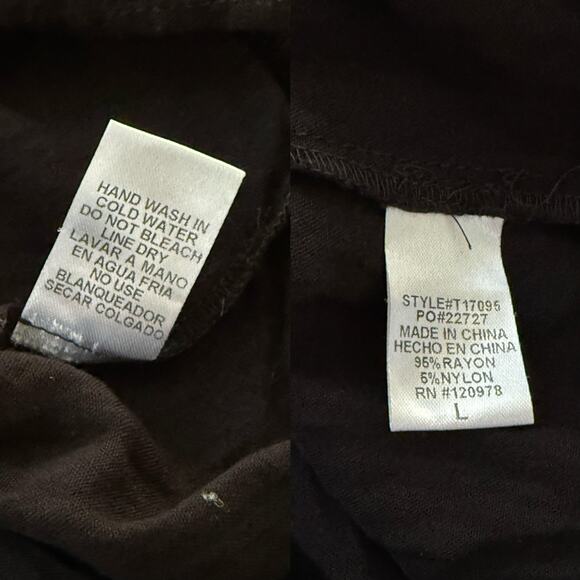 HAND WASH IN
COLD WATER
DO NOT BLEACH
LINE DRY
LAVAR A MANO
EN AGUA FRIA
NO USE
BLANQUEADOR
SECAR COLGADO
STYLE#T17096
PO#22727
MADE IN CHINA
HECHO EN CHINA
95%RAYON
5%NYLON
RN #120978
L